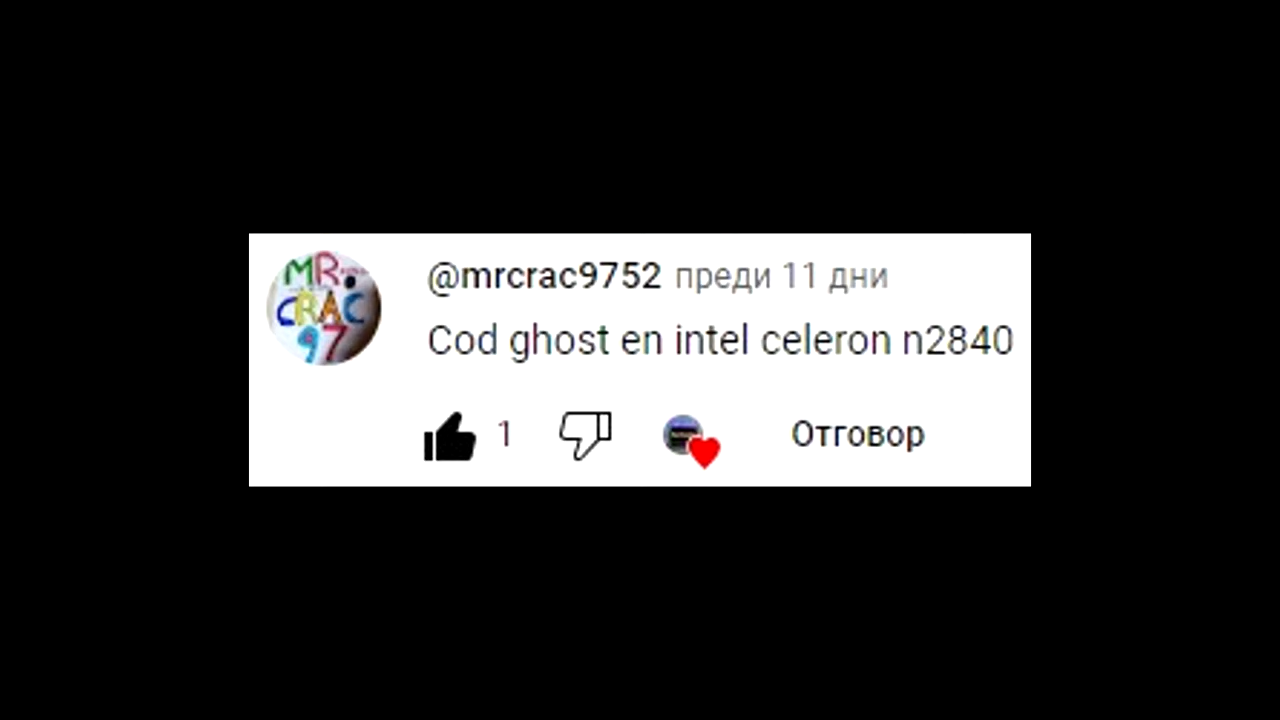 MR.
CRAC
97
@mrcrac9752 преди 11 дни
Cod ghost en intel celeron n2840
1 Отговор